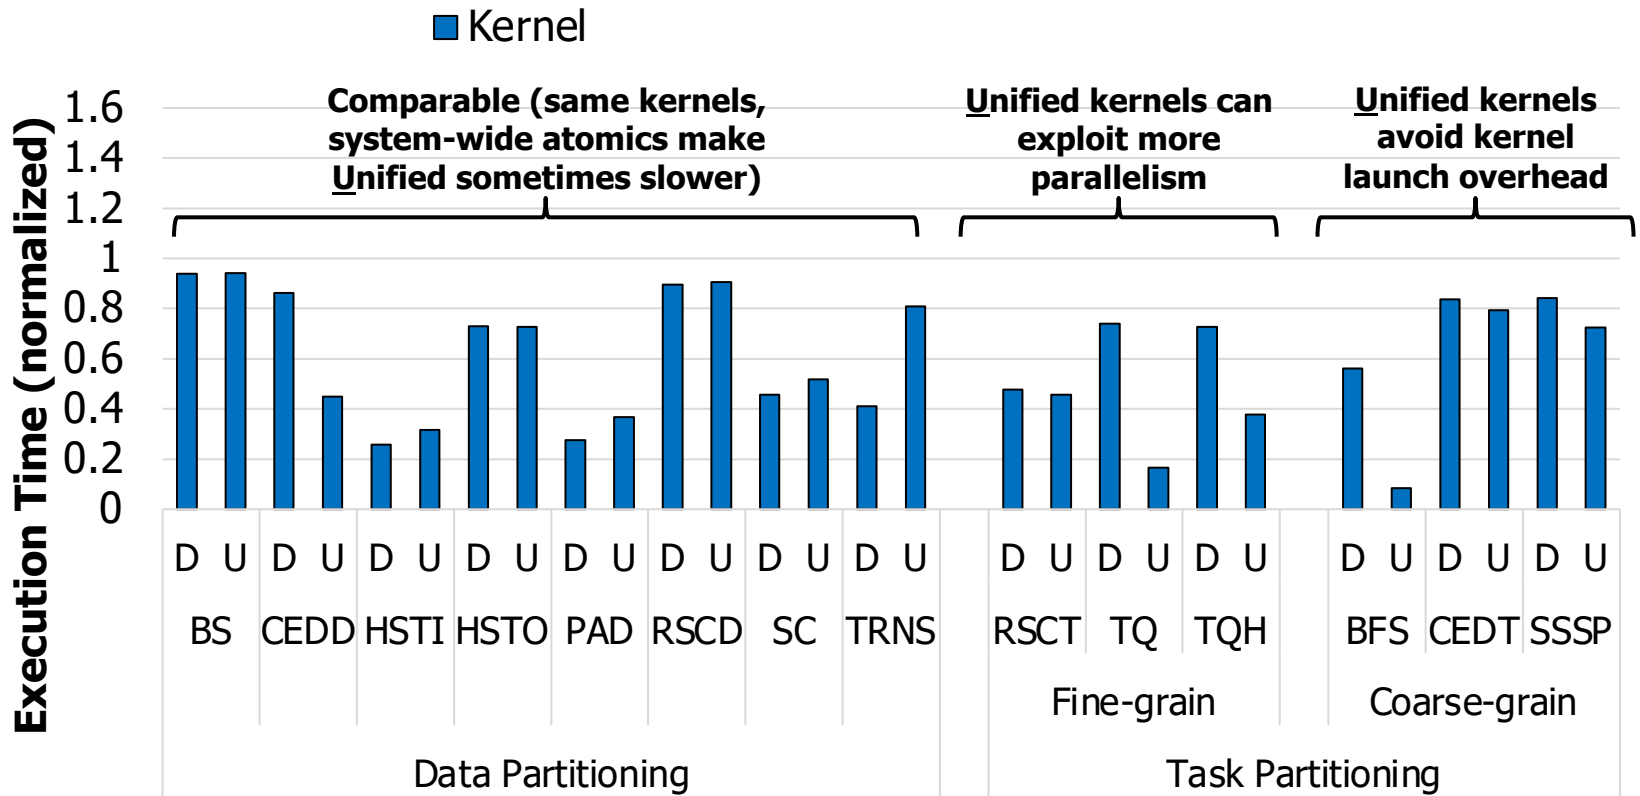 Kernel
Comparable (same kernels,
system-wide atomics make
Unified sometimes slower)
Unified kernels can
exploit more
parallelism
Unified kernels
avoid kernel
launch overhead
Execution Time (normalized)
1.6
1.4
1.2
1
0.8
0.6
0.4
0.2
0
D U D U D U D U D U D U D U D U D U D U D U D U D U D U
BS CEDD HSTI HSTO PAD RSCD SC TRNS RSCT TQ TQH BFS CEDT SSSP
Fine-grain Coarse-grain
Data Partitioning Task Partitioning